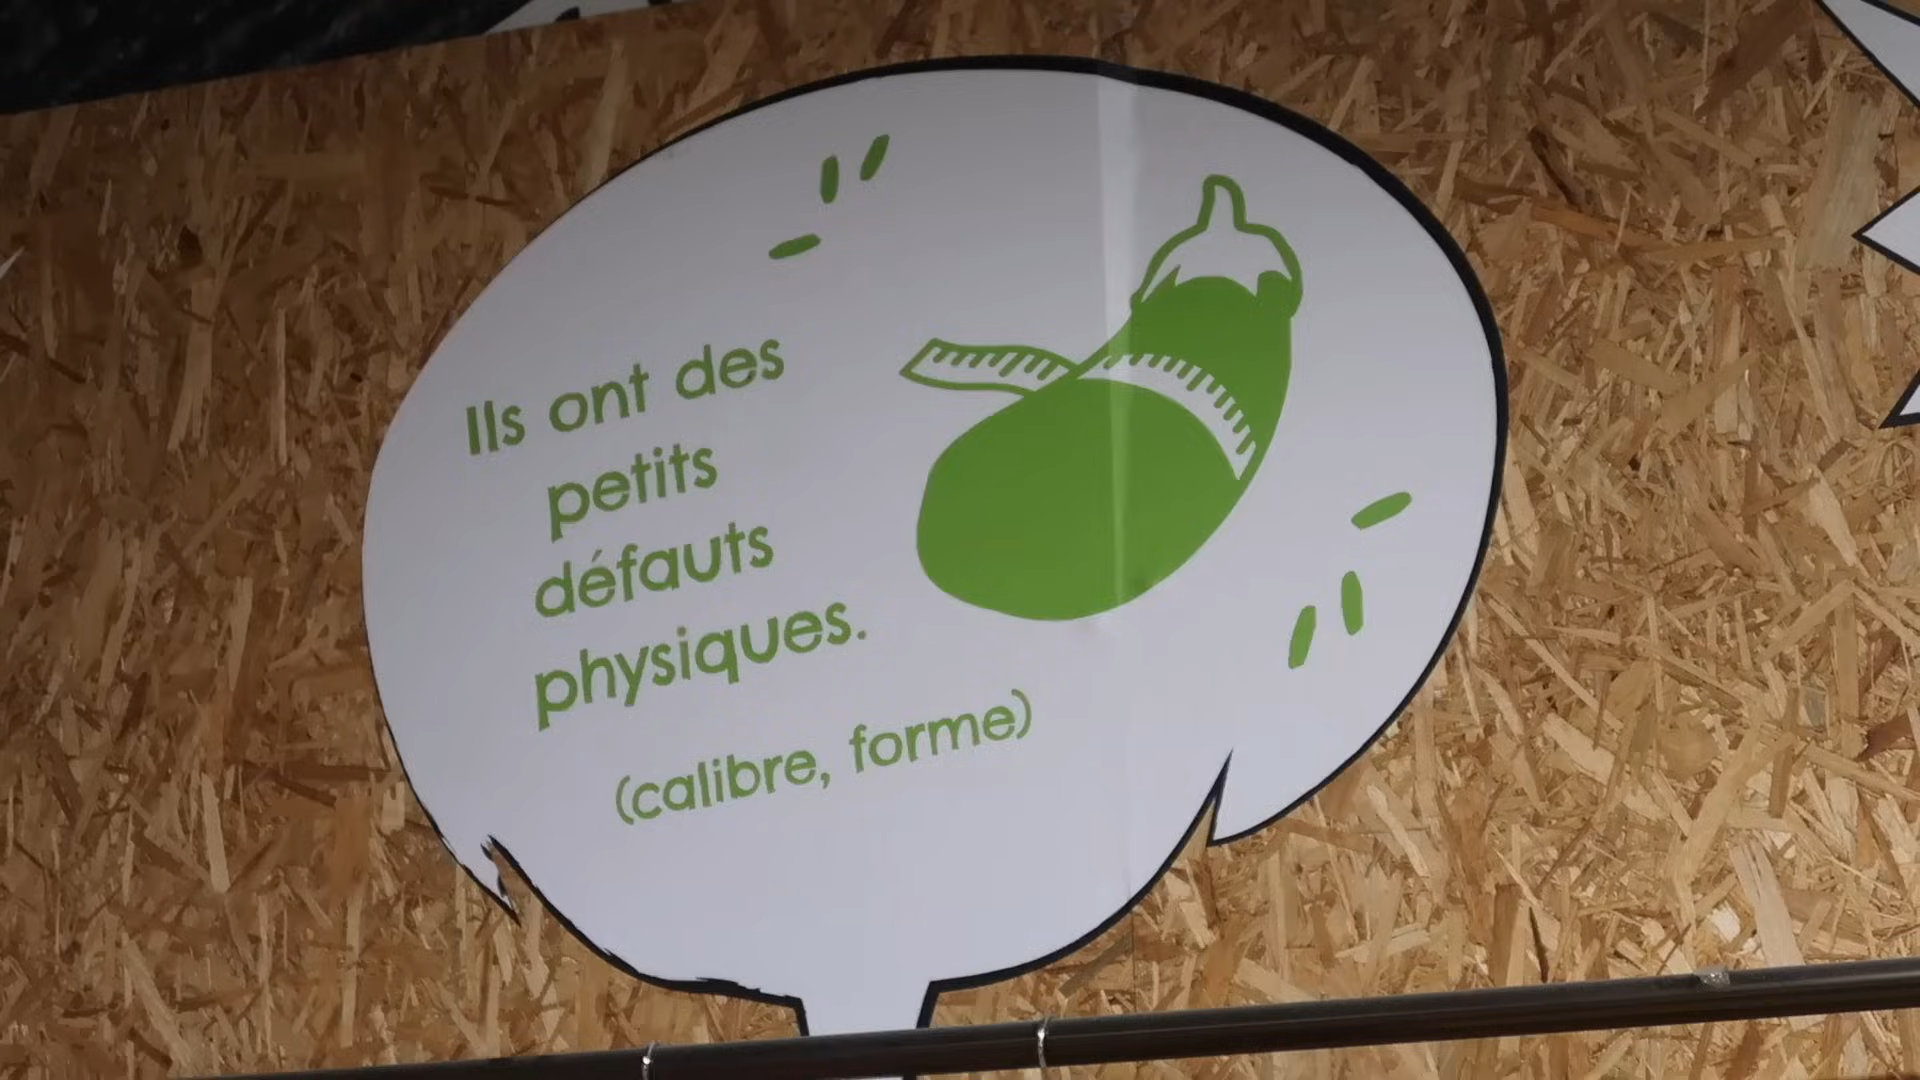 Ils ont des
petits
défauts
physiques.
(calibre, forme)